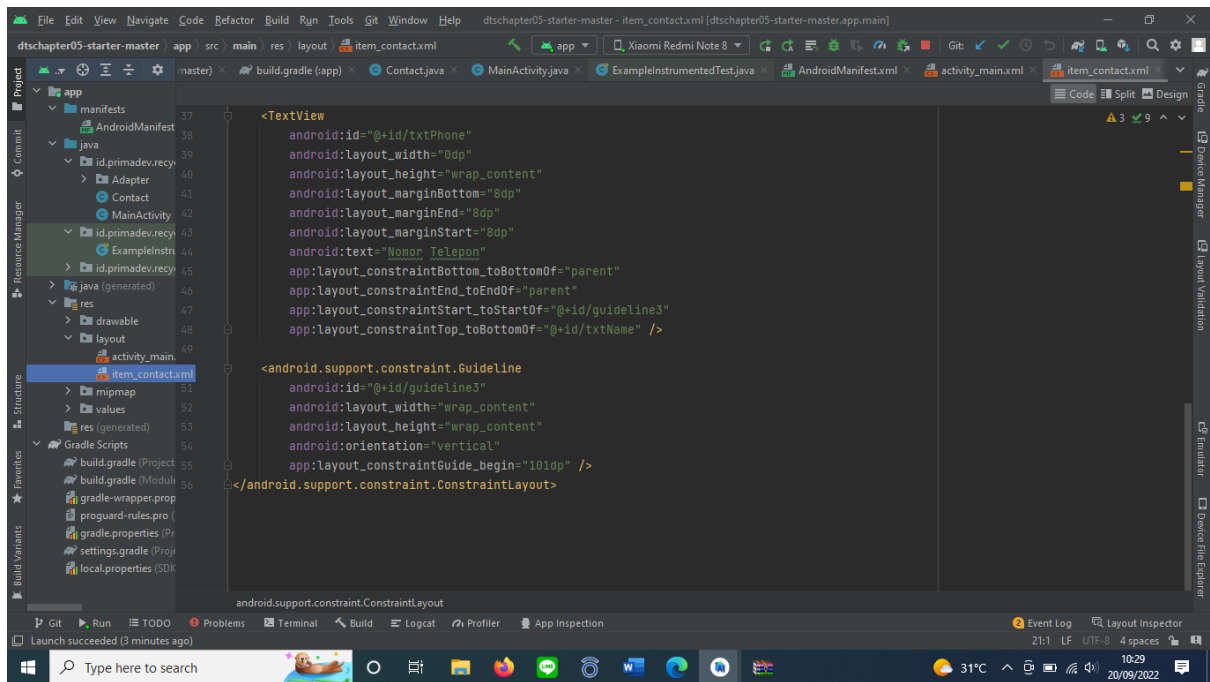 File Edit View Navigate Code Refactor Build Run Tools Git Window Help dtschapter05-starter-master - item_contact.xml [dtschapter05-starter-master.app.main]
dtschapter05-starter-master app src main res layout item_contact.xml app Xiaomi Redmi Note 8 Git:
master) build.gradle (:app) Contact.java MainActivity.java ExampleInstrumentedTest.java AndroidManifest.xml activity_main.xml item_contact.xml
Code Split Design
3 9
Project
Commit
Resource Manager
Structure
Favorites
Build Variants
app
manifests
AndroidManifest
java
id.primadev.recy
Adapter
Contact
MainActivity
id.primadev.recy
ExampleInstru
id.primadev.recy
java (generated)
res
drawable
layout
activity_main.
item_contact.xml
mipmap
values
res (generated)
Gradle Scripts
build.gradle (Project
build.gradle (Module
gradle-wrapper.prop
proguard-rules.pro (
gradle.properties (Pr
settings.gradle (Proje
local.properties (SDK
37 <TextView
38 android:id="@+id/txtPhone"
39 android:layout_width="0dp"
40 android:layout_height="wrap_content"
41 android:layout_marginBottom="8dp"
42 android:layout_marginEnd="8dp"
43 android:layout_marginStart="8dp"
44 android:text="Nomor Telepon"
45 app:layout_constraintBottom_toBottomOf="parent"
46 app:layout_constraintEnd_toEndOf="parent"
47 app:layout_constraintStart_toStartOf="@+id/guideline3"
48 app:layout_constraintTop_toBottomOf="@+id/txtName" />
49
<android.support.constraint.Guideline
51 android:id="@+id/guideline3"
52 android:layout_width="wrap_content"
53 android:layout_height="wrap_content"
54 android:orientation="vertical"
55 app:layout_constraintGuide_begin="101dp" />
56 </android.support.constraint.ConstraintLayout>
android.support.constraint.ConstraintLayout
Gradle
Device Manager
Layout Validation
Emulator
Device File Explorer
Git Run TODO Problems Terminal Build Logcat Profiler App Inspection 2 Event Log Layout Inspector
Launch succeeded (3 minutes ago) 21:1 LF UTF-8 4 spaces
Type here to search 31°C 10:29
20/09/2022